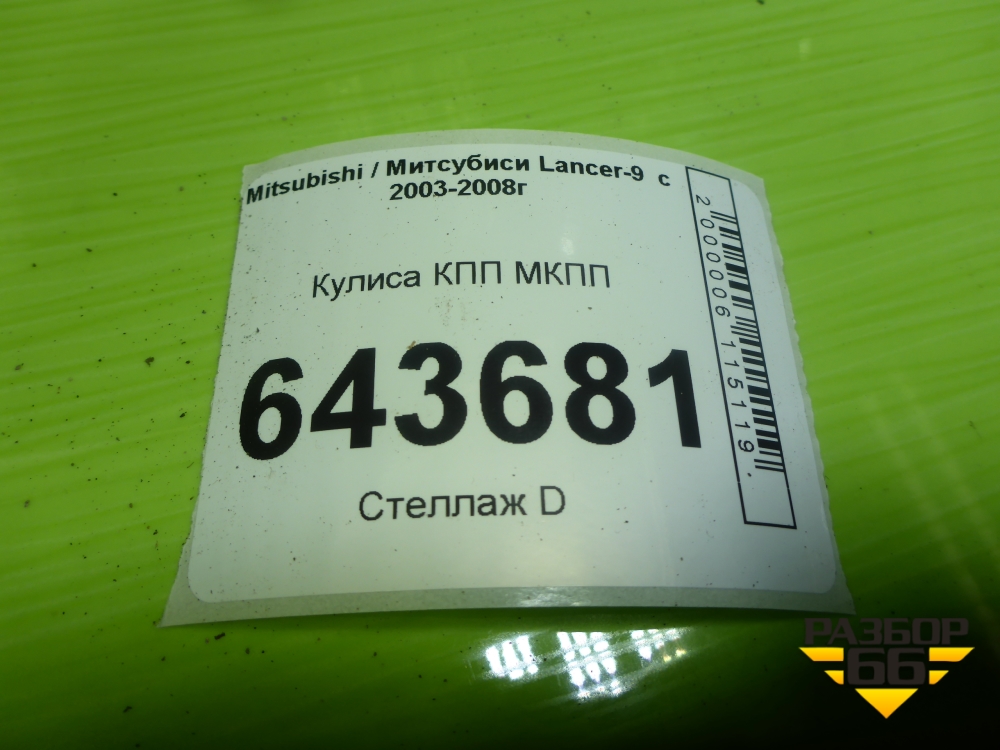 Mitsubishi / Митсубиси Lancer-9 с
2003-2008г
Кулиса КПП МКПП
643681
Стеллаж D
2000006115119.
РАЗБОР
66